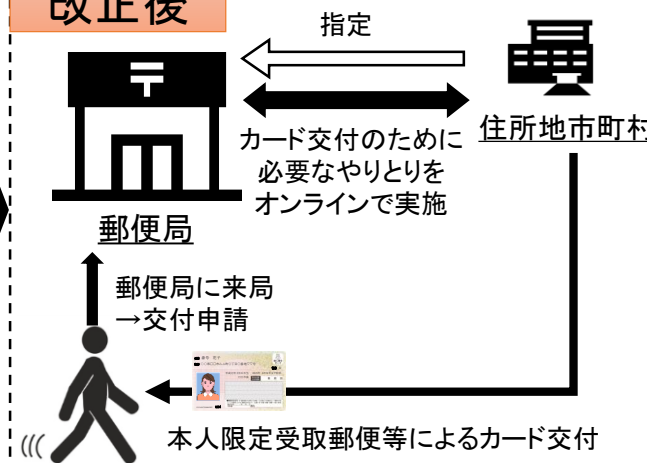 改正後
指定
カード交付のために
必要なやりとりを
オンラインで実施
住所地市町村
郵便局
郵便局に来局
→交付申請
本人限定受取郵便等によるカード交付